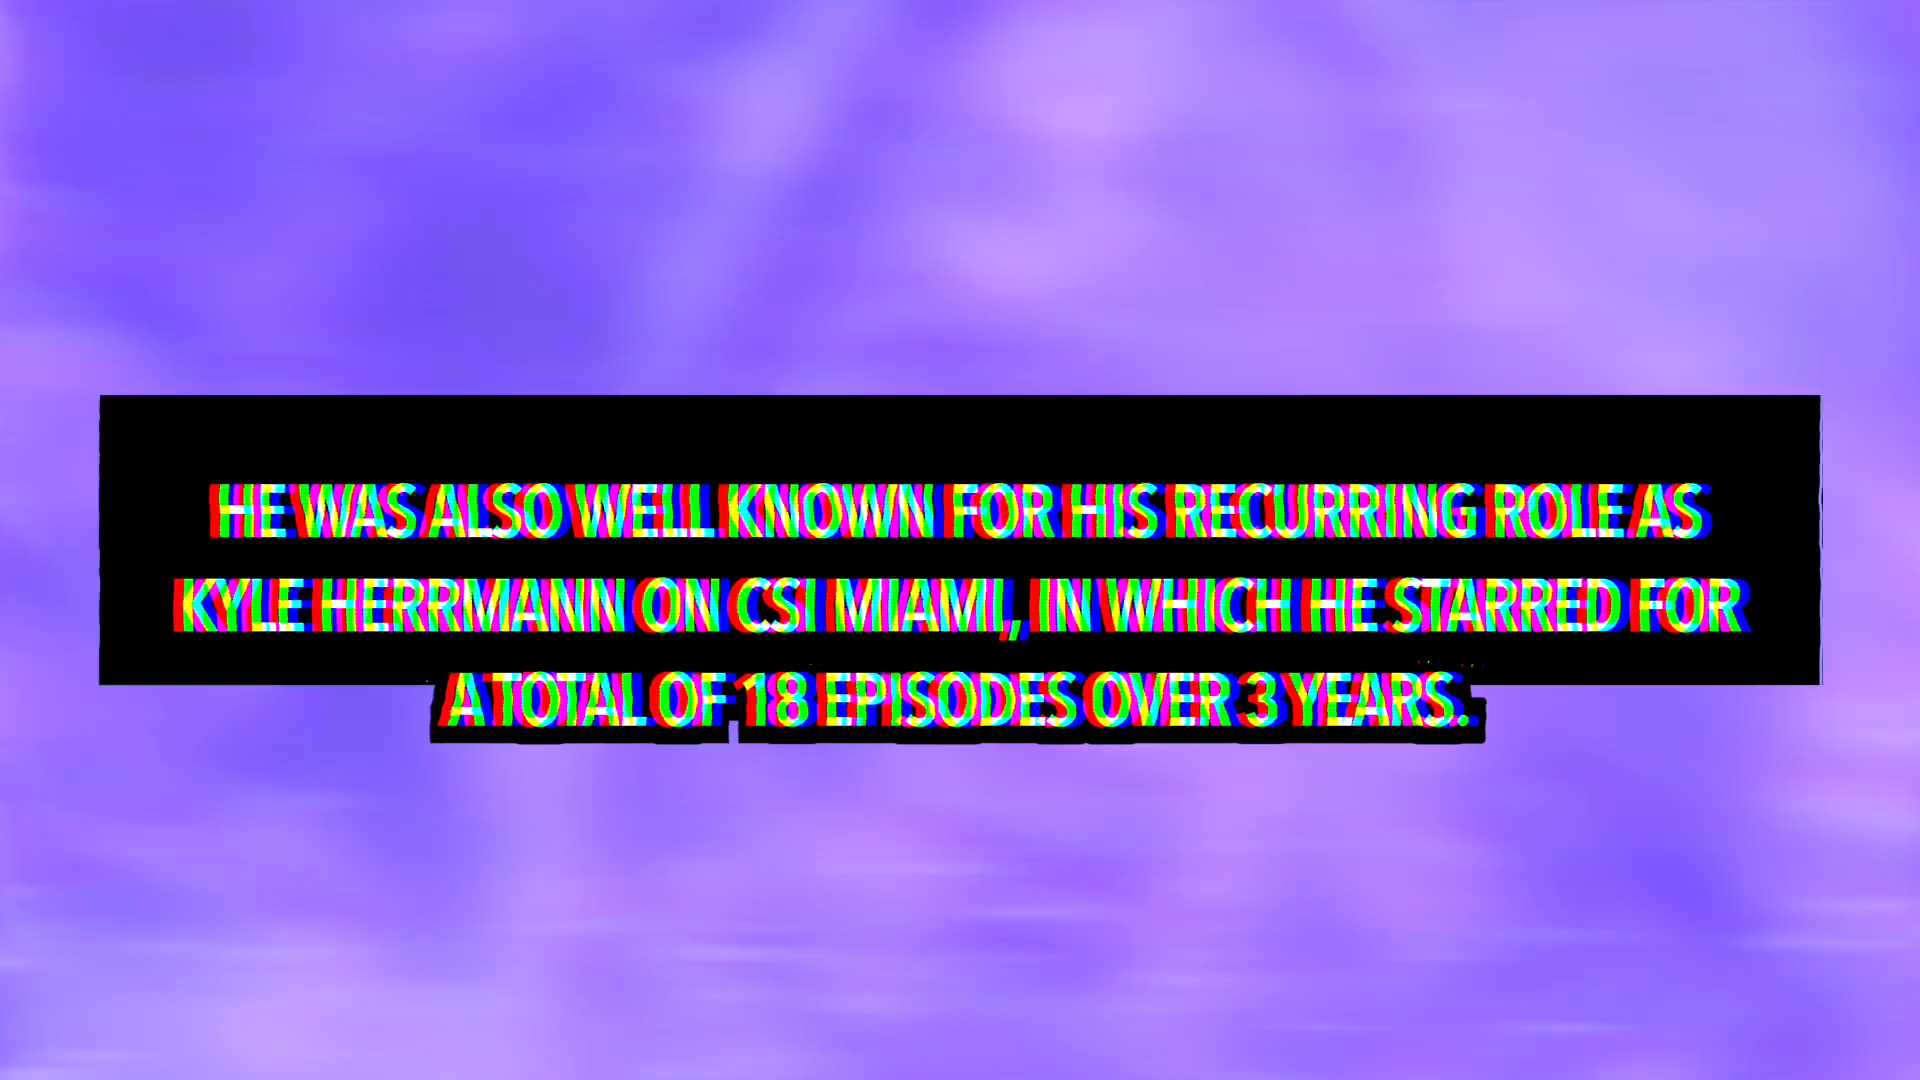 HE WAS ALSO WELL KNOWN FOR HIS RECURRING ROLE AS
KYLE HERRMANN ON CSI MIAMI,, IN WHICH HE STARRED FOR
A TOTAL OF 18 EPISODES OVER 3 YEARS.